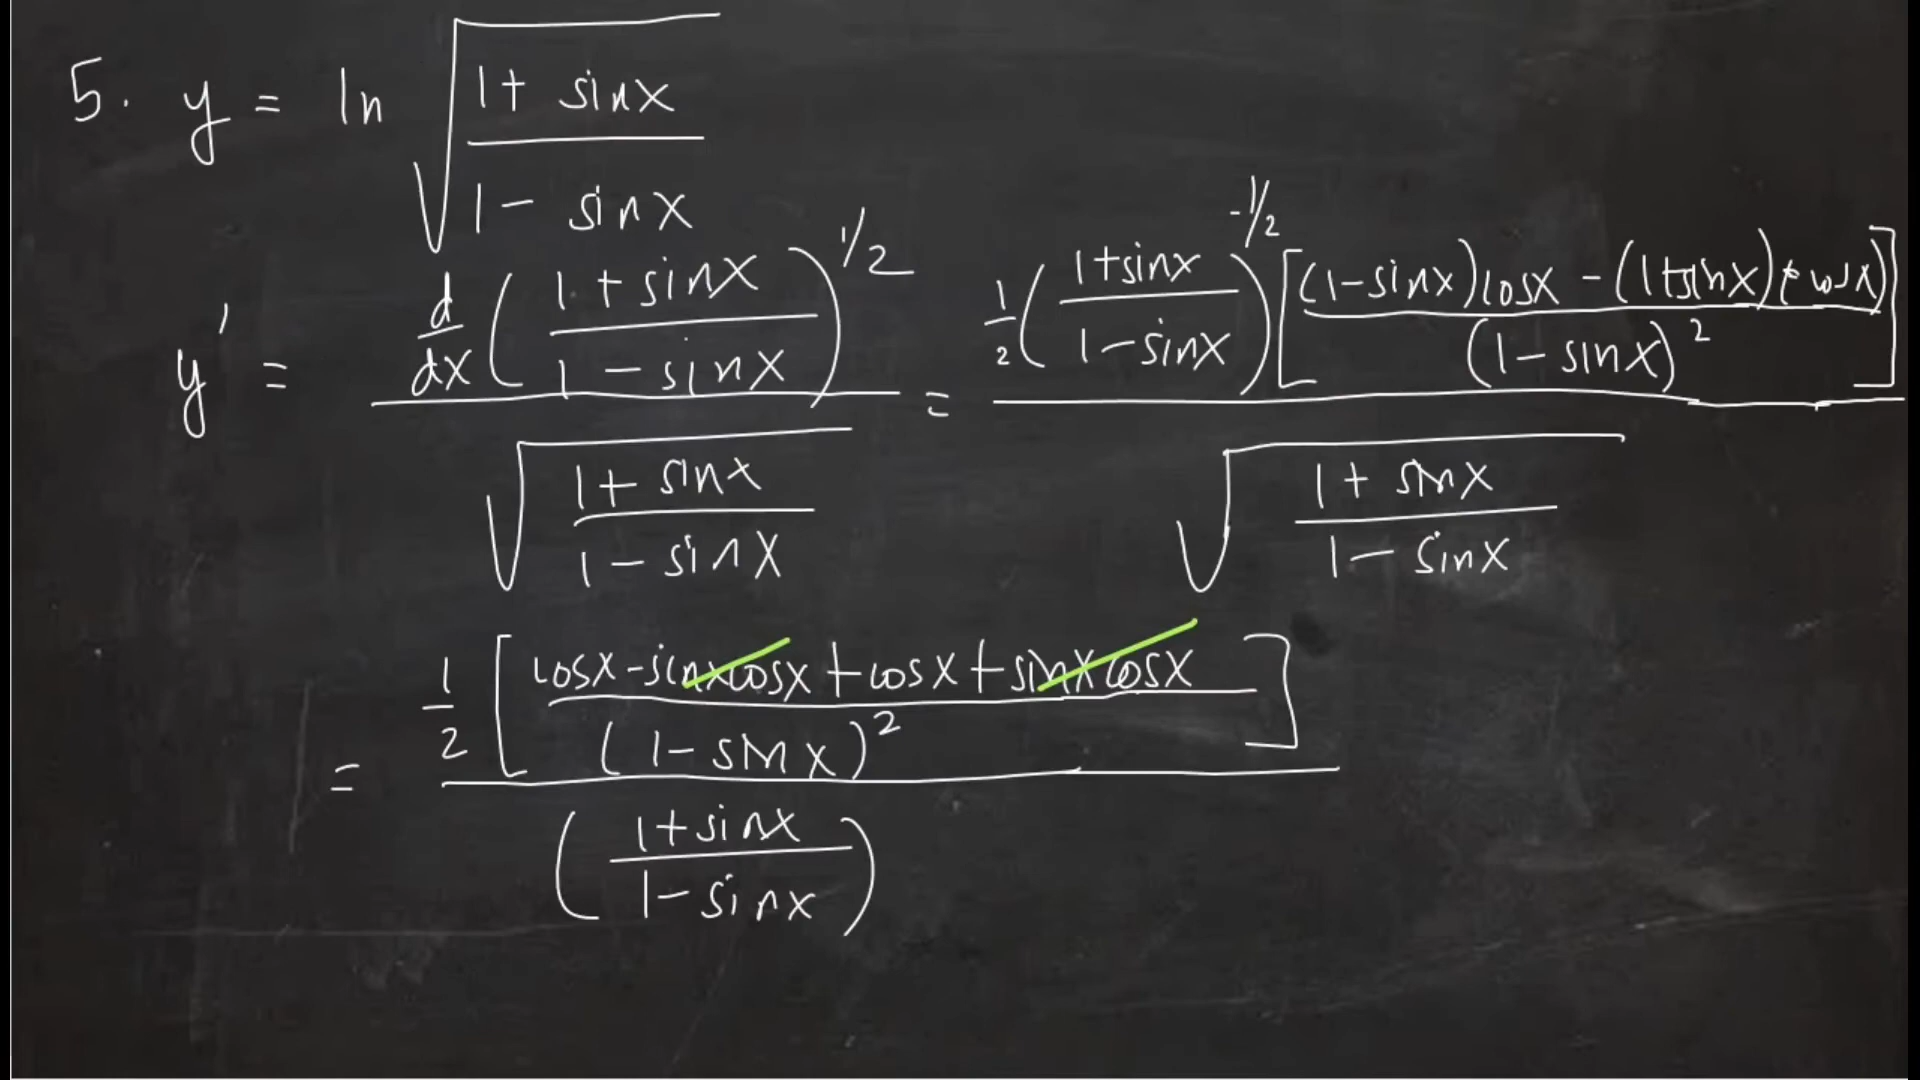 5. y = ln √((1 + sinx)/(1 - sinx))
y' = (d/dx ((1 + sinx)/(1 - sinx))^1/2)/(√((1 + sinx)/(1 - sinx))) = (1/2 ((1+sinx)/(1-sinx))^-1/2 [((1-sinx)cosx - (1+sinx)(-cosx))/((1-sinx)^2)])/(√((1 + sinx)/(1 - sinx)))
= (1/2 [(cosx - sinxcosx + cosx + sinxcosx)/((1-sinx)^2)])/(((1+sinx)/(1-sinx)))